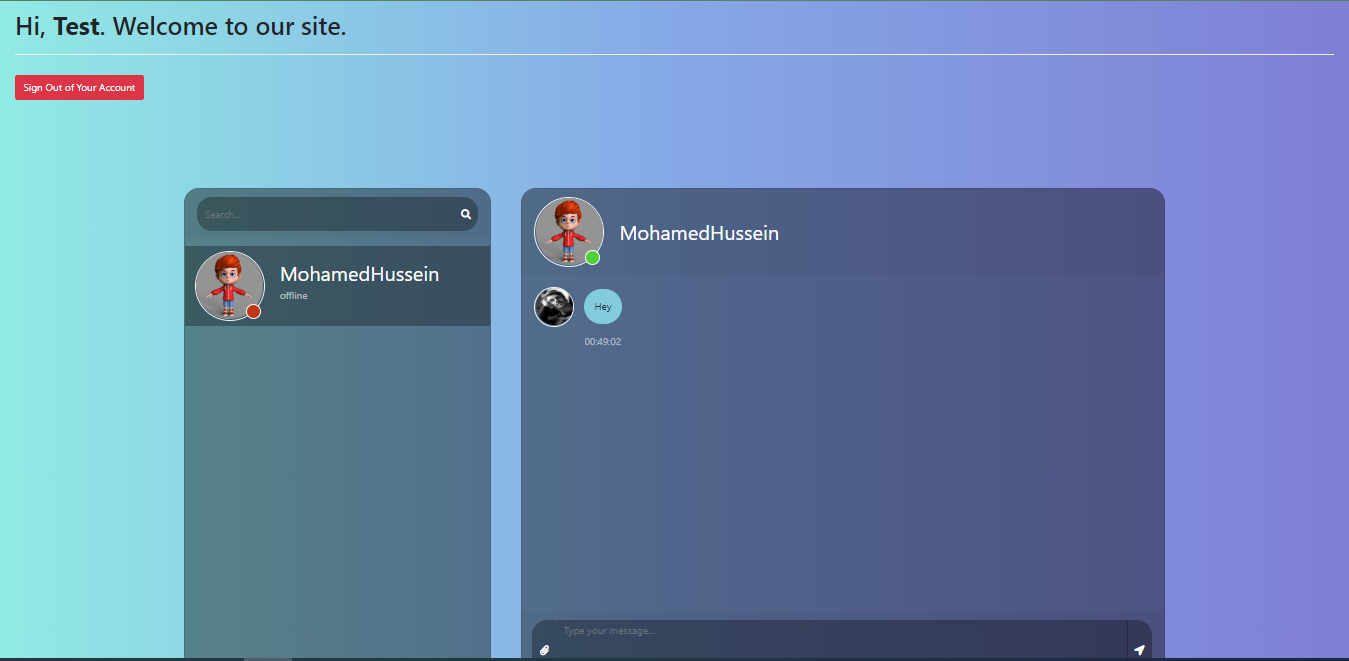 Hi, Test. Welcome to our site.
Sign Out of Your Account
Search...
MohamedHussein
offline
MohamedHussein
Hey
00:49:02
Type your message...